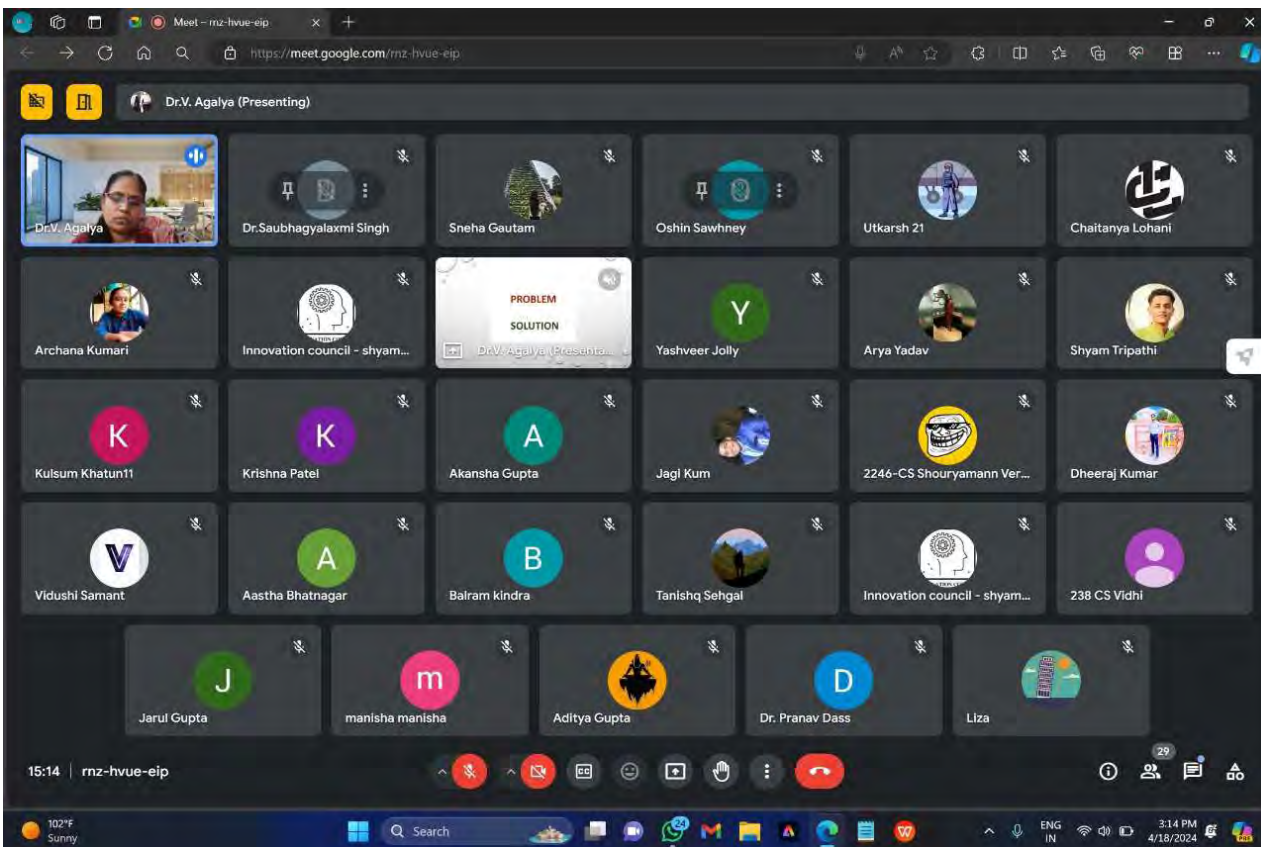 Meet – rnz-hvue-eip
https://meet.google.com/rnz-hvue-eip
Dr.V. Agalya (Presenting)
Dr.V. Agalya
Dr.Saubhagyalaxmi Singh
Sneha Gautam
Oshin Sawhney
Utkarsh 21
Chaitanya Lohani
Archana Kumari
Innovation council - shyam...
PROBLEM
SOLUTION
Dr.V. Agalya (Presenta...
Y
Yashveer Jolly
Arya Yadav
Shyam Tripathi
K
Kulsum Khatun11
K
Krishna Patel
A
Akansha Gupta
Jagi Kum
2246-CS Shouryamann Ver...
Dheeraj Kumar
V
Vidushi Samant
A
Aastha Bhatnagar
B
Balram kindra
Tanishq Sehgal
Innovation council - shyam...
238 CS Vidhi
J
Jarul Gupta
m
manisha manisha
Aditya Gupta
D
Dr. Pranav Dass
Liza
15:14 | rnz-hvue-eip
CC
29
102°F
Sunny
Search
24
ENG
IN
3:14 PM
4/18/2024